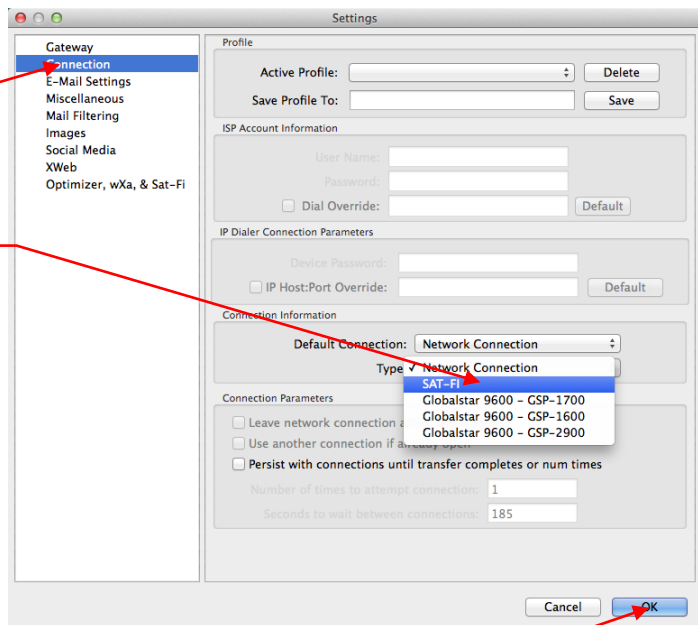 Settings
Gateway
Connection
E-Mail Settings
Miscellaneous
Mail Filtering
Images
Social Media
XWeb
Optimizer, wXa, & Sat-Fi
Profile
Active Profile:
Delete
Save Profile To:
Save
ISP Account Information
User Name:
Password:
Dial Override:
Default
IP Dialer Connection Parameters
Device Password:
IP Host:Port Override:
Default
Connection Information
Default Connection: Network Connection
Type
✓ Network Connection
SAT-FI
Globalstar 9600 - GSP-1700
Globalstar 9600 - GSP-1600
Globalstar 9600 - GSP-2900
Connection Parameters
Leave network connection
Use another connection if already open
Persist with connections until transfer completes or num times
Number of times to attempt connection: 1
Seconds to wait between connections: 185
Cancel
OK